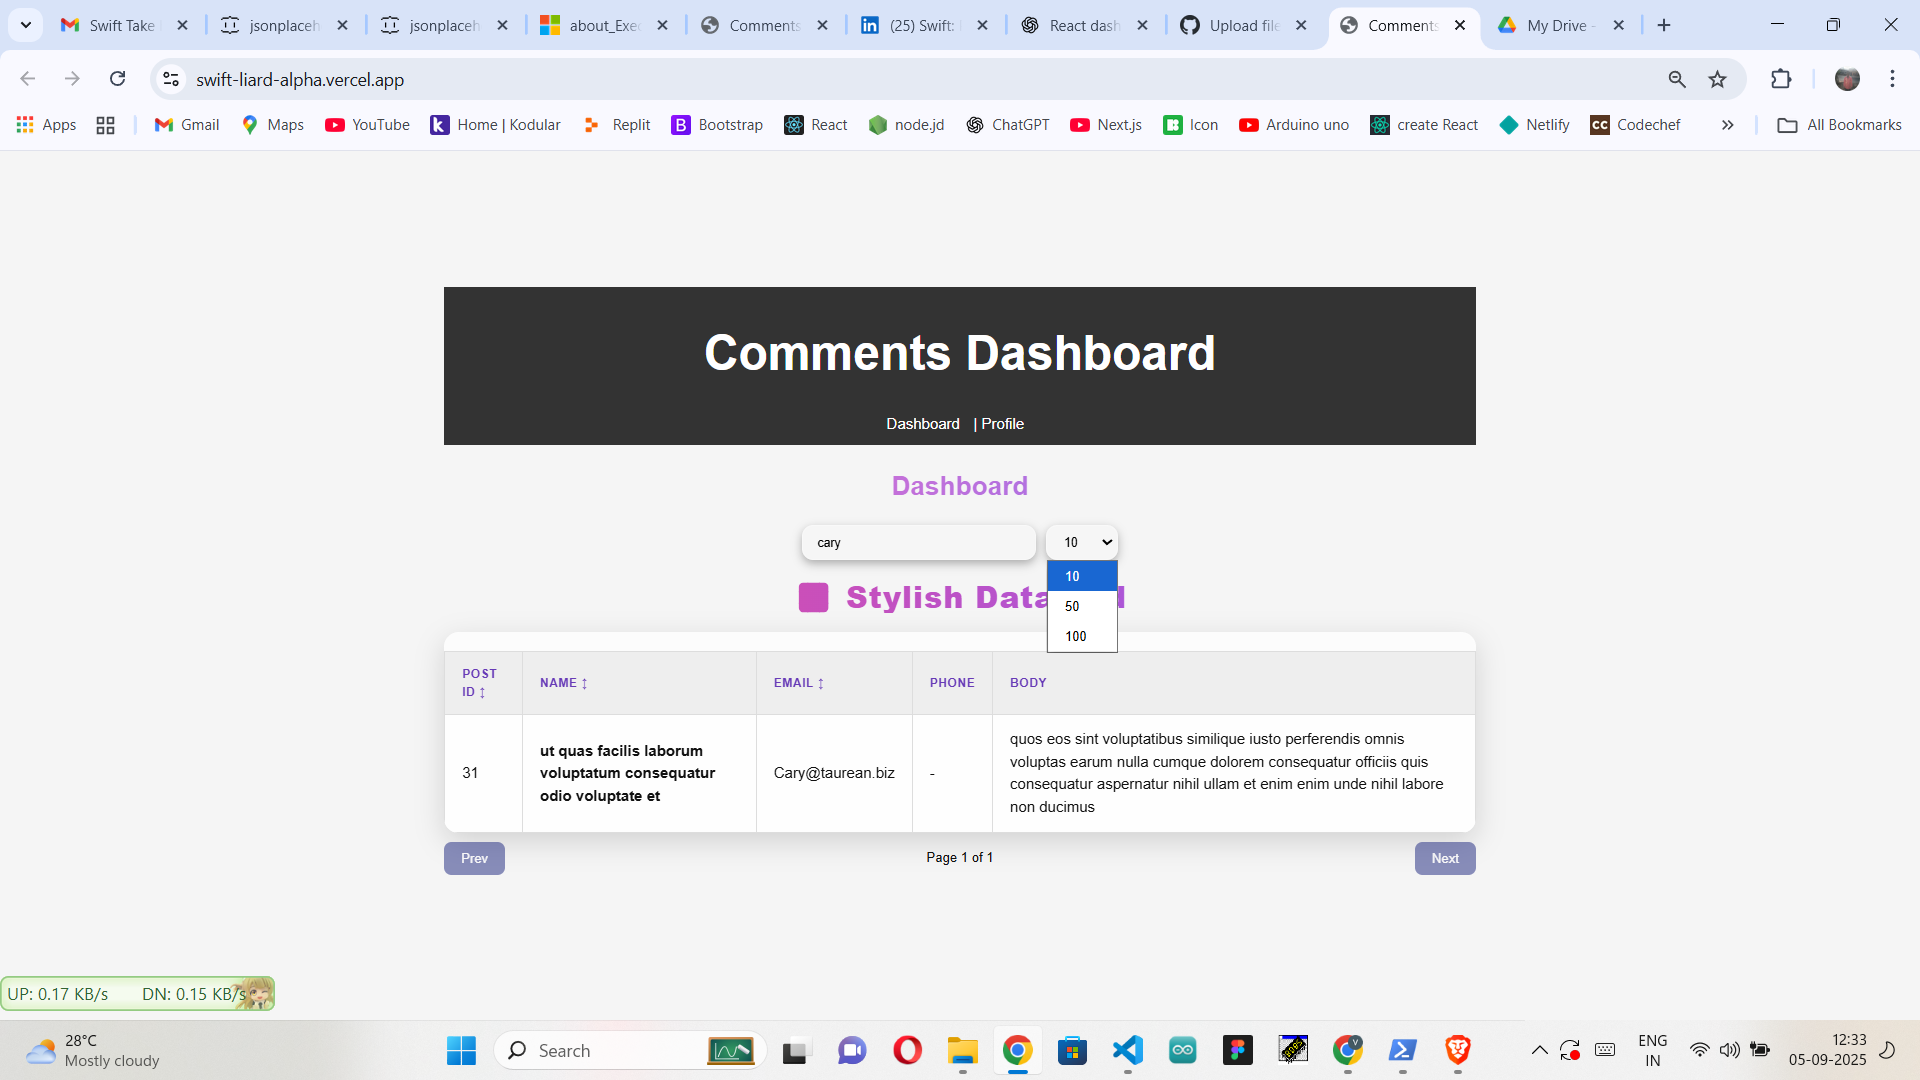 Swift Take
jsonplaceh
jsonplaceh
about_Exec
Comments
(25) Swift:
React dash
Upload file
Comments
My Drive -
swift-liard-alpha.vercel.app
Apps
Gmail
Maps
YouTube
Home | Kodular
Replit
Bootstrap
React
node.jd
ChatGPT
Next.js
Icon
Arduino uno
create React
Netlify
Codechef
All Bookmarks
Comments Dashboard
Dashboard | Profile
Dashboard
cary
10
10
50
100
Stylish Data
POST
ID ↕
NAME ↕
EMAIL ↕
PHONE
BODY
31
ut quas facilis laborum
voluptatum consequatur
odio voluptate et
Cary@taurean.biz
-
quos eos sint voluptatibus similique iusto perferendis omnis
voluptas earum nulla cumque dolorem consequatur officiis quis
consequatur aspernatur nihil ullam et enim enim unde nihil labore
non ducimus
Prev
Page 1 of 1
Next
UP: 0.17 KB/s DN: 0.15 KB/s
28°C
Mostly cloudy
Search
ENG
IN
12:33
05-09-2025